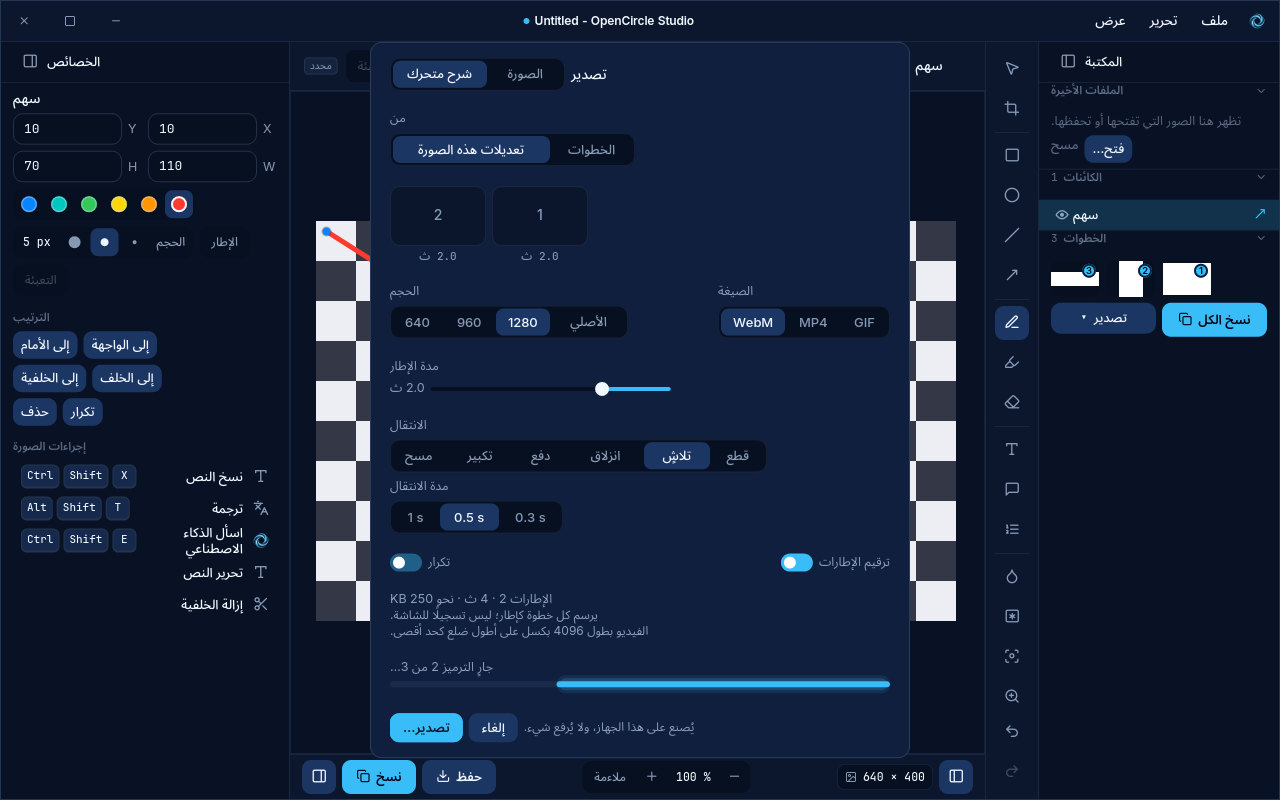 ملف
تحرير
عرض
Untitled - OpenCircle Studio
المكتبة
الملفات الأخيرة
تظهر هنا الصور التي تفتحها أو تحفظها.
فتح...
مسح
الكائنات 1
سهم
الخطوات 3
1
2
3
نسخ الكل
تصدير
سهم
محدد
تصدير
الصورة
شرح متحرك
من
الخطوات
تعديلات هذه الصورة
1
2
2.0 ث
2.0 ث
الصيغة
GIF
MP4
WebM
الحجم
الأصلي
1280
960
640
مدة الإطار
2.0 ث
الانتقال
قطع
تلاشٍ
انزلاق
دفع
تكبير
مسح
مدة الانتقال
0.3 s
0.5 s
1 s
ترقيم الإطارات
تكرار
الإطارات 2 · 4 ث · نحو 250 KB
يرسم كل خطوة كإطار؛ ليس تسجيلًا للشاشة.
الفيديو بطول 4096 بكسل على أطول ضلع كحد أقصى.
جارٍ الترميز 2 من 3...
يُصنع على هذا الجهاز، ولا يُرفع شيء.
إلغاء
تصدير...
640 × 400
100 %
ملاءمة
حفظ
نسخ
الخصائص
سهم
X
10
Y
10
W
110
H
70
الإطار
الحجم
5 px
التعبئة
الترتيب
إلى الواجهة
إلى الأمام
إلى الخلف
إلى الخلفية
تكرار
حذف
إجراءات الصورة
نسخ النص
Ctrl Shift X
ترجمة
Alt Shift T
اسأل الذكاء
الاصطناعي
Ctrl Shift E
تحرير النص
إزالة الخلفية